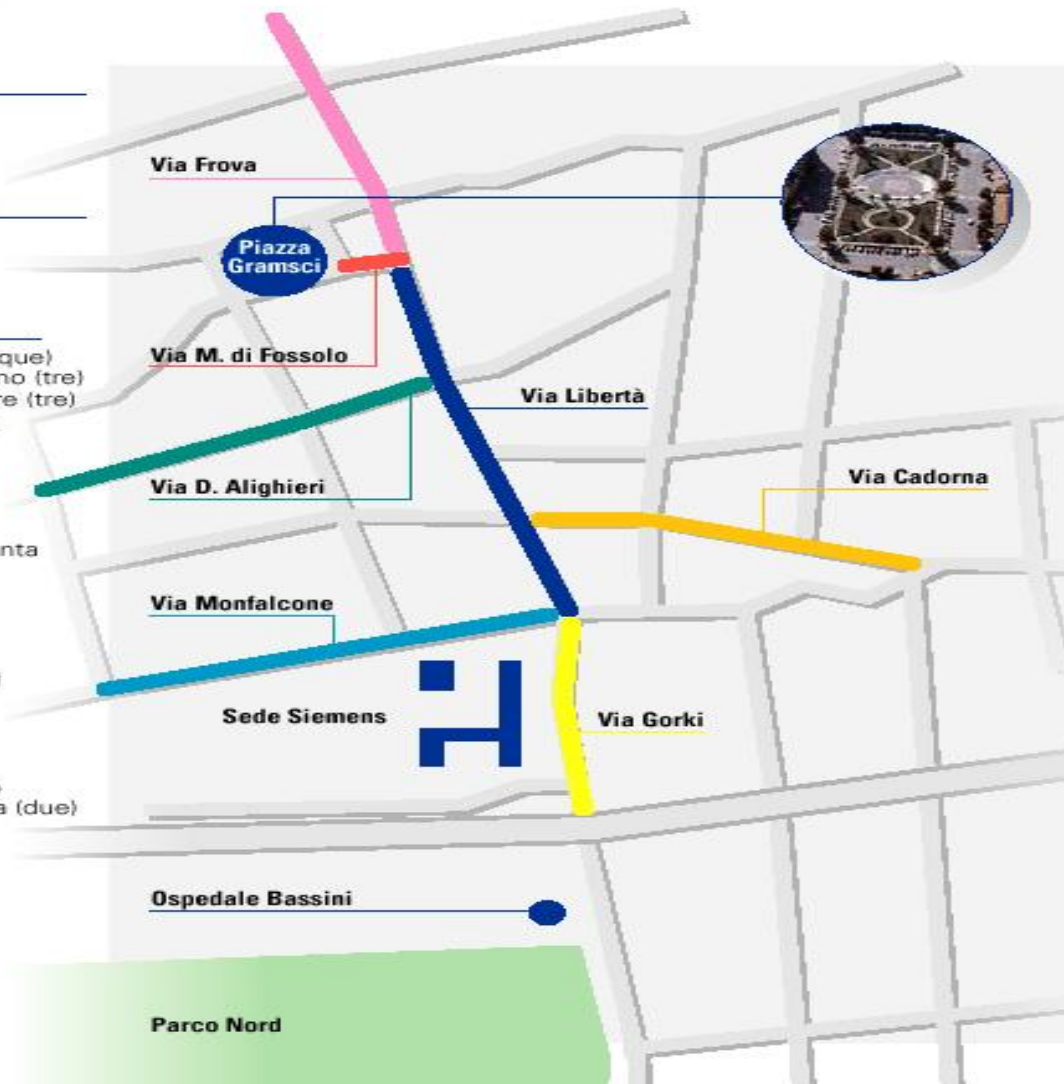 Via Frova
Piazza
Gramsci
que)
no (tre)
re (tre)
Via M. di Fossolo
Via Libertà
Via Cadorna
Via D. Alighieri
nta
Via Monfalcone
Sede Siemens
Via Gorki
a (due)
Ospedale Bassini
Parco Nord